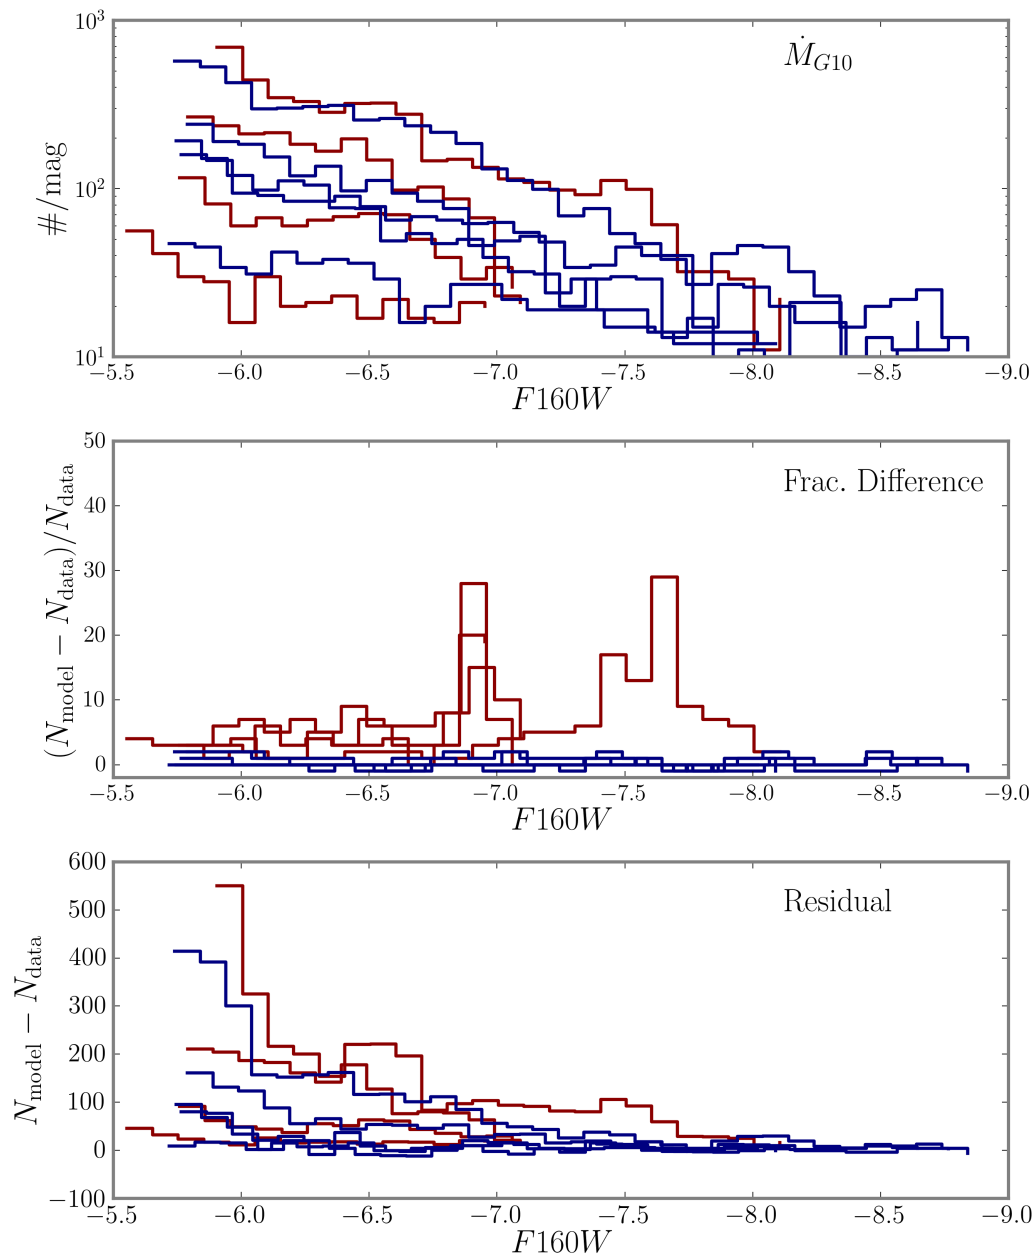 10³
10²
10¹
#/mag
Ṁ_G10
−5.5 −6.0 −6.5 −7.0 −7.5 −8.0 −8.5 −9.0
F160W
50
40
30
20
10
0
(N_model − N_data)/N_data
Frac. Difference
−5.5 −6.0 −6.5 −7.0 −7.5 −8.0 −8.5 −9.0
F160W
600
500
400
300
200
100
0
−100
N_model − N_data
Residual
−5.5 −6.0 −6.5 −7.0 −7.5 −8.0 −8.5 −9.0
F160W